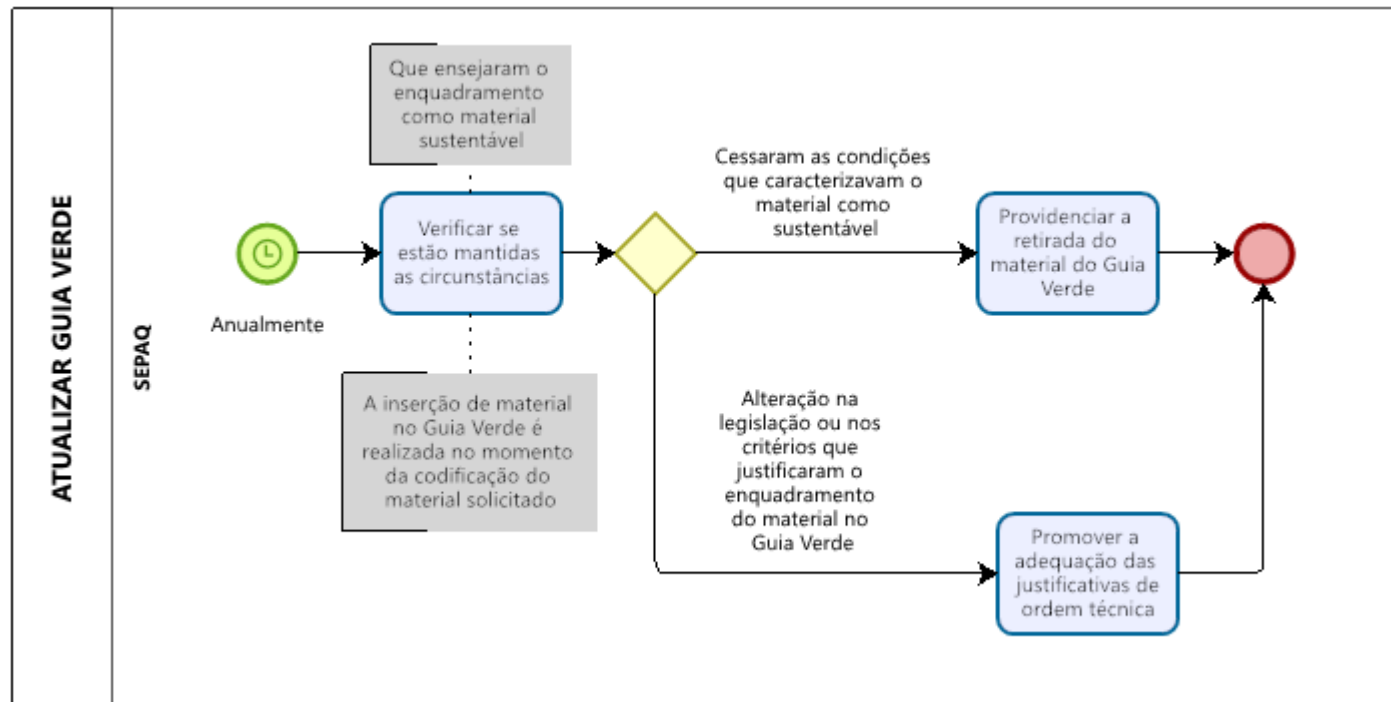 ATUALIZAR GUIA VERDE
SEPAQ
Anualmente
Que ensejaram o
enquadramento
como material
sustentável
Verificar se
estão mantidas
as circunstâncias
A inserção de material
no Guia Verde é
realizada no momento
da codificação do
material solicitado
Cessaram as condições
que caracterizavam o
material como
sustentável
Providenciar a
retirada do
material do Guia
Verde
Alteração na
legislação ou nos
critérios que
justificaram o
enquadramento
do material no
Guia Verde
Promover a
adequação das
justificativas de
ordem técnica